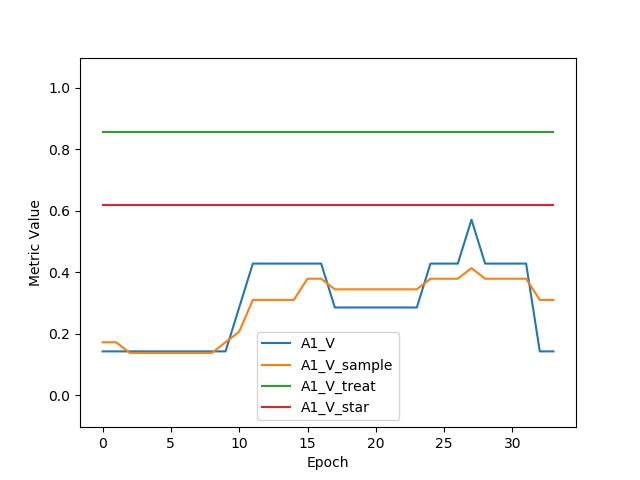 1.0
0.8
0.6
0.4
0.2
0.0
Metric Value
A1_V
A1_V_sample
A1_V_treat
A1_V_star
0 5 10 15 20 25 30
Epoch